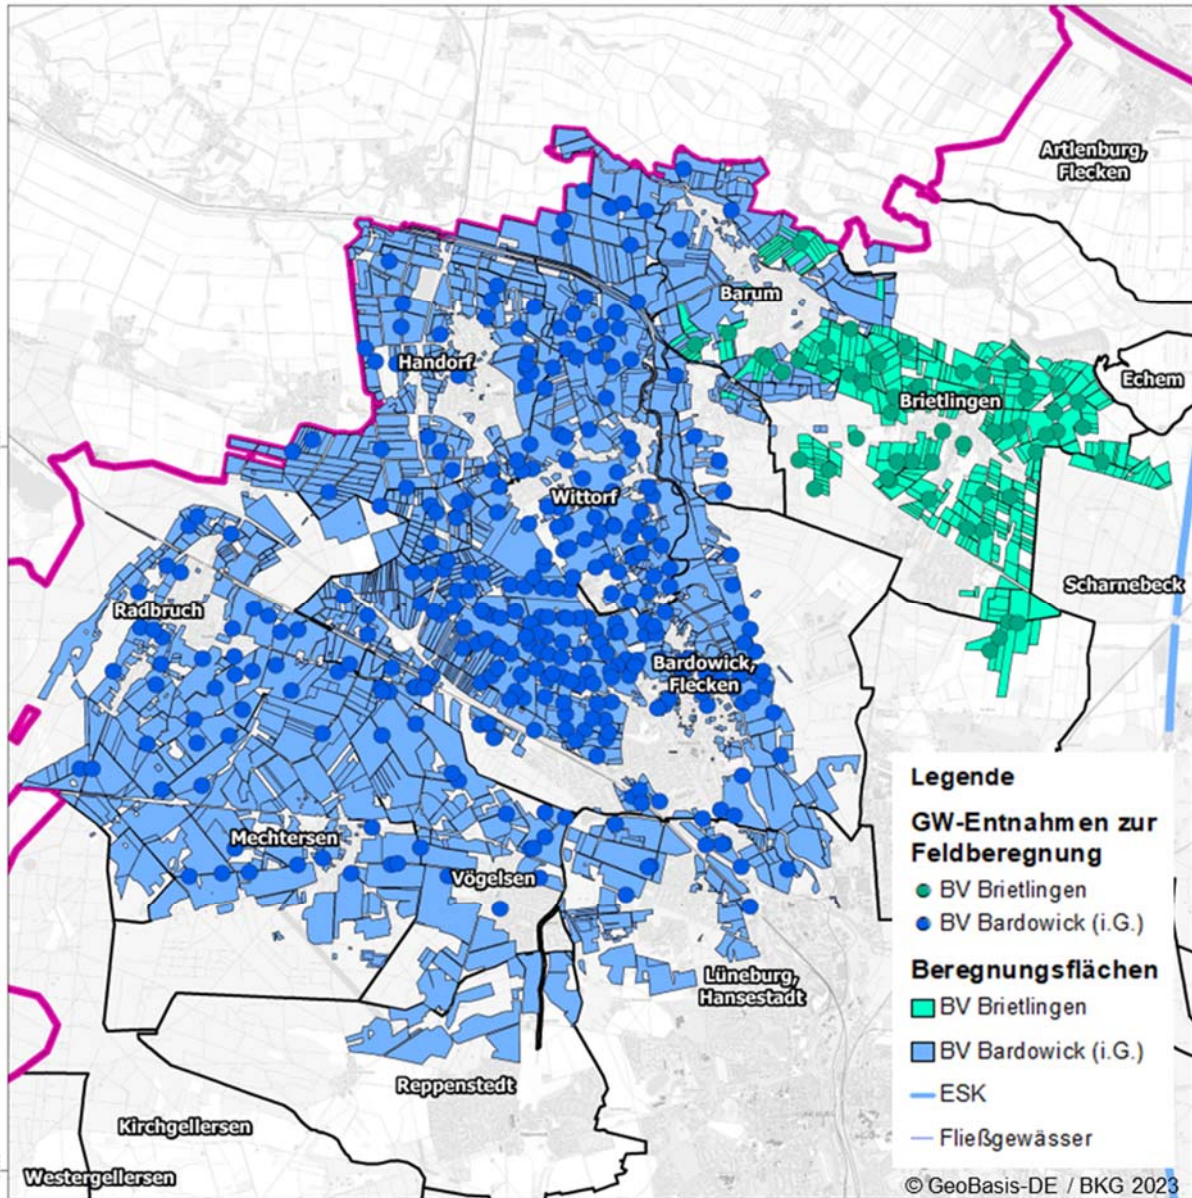 Artlenburg,
Flecken
Barum
Handorf
Echem
Brietlingen
Wittorf
Scharnebeck
Radbruch
Bardowick,
Flecken
Mechtersen
Vögelsen
Lüneburg,
Hansestadt
Reppenstedt
Kirchgellersen
Westergellersen
Legende
GW-Entnahmen zur
Feldberegnung
BV Brietlingen
BV Bardowick (i.G.)
Beregnungsflächen
BV Brietlingen
BV Bardowick (i.G.)
ESK
Fließgewässer
© GeoBasis-DE / BKG 2023